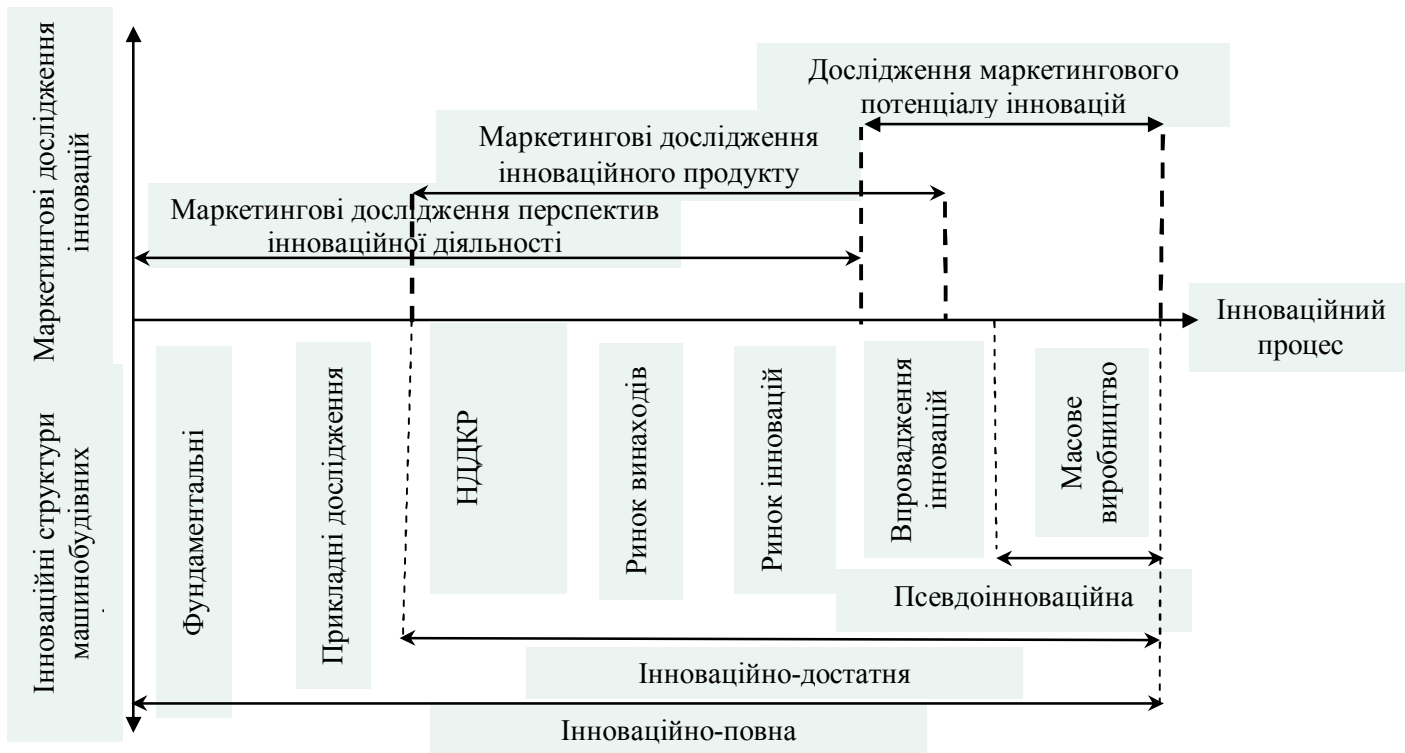 Маркетингові дослідження
інновацій
Дослідження маркетингового
потенціалу інновацій
Маркетингові дослідження
інноваційного продукту
Маркетингові дослідження перспектив
інноваційної діяльності
Інноваційний
процес
Інноваційні структури
машинобудівних
Фундаментальні
Прикладні дослідження
НДДКР
Ринок винаходів
Ринок інновацій
Впровадження
інновацій
Масове
виробництво
Псевдоінноваційна
Інноваційно-достатня
Інноваційно-повна